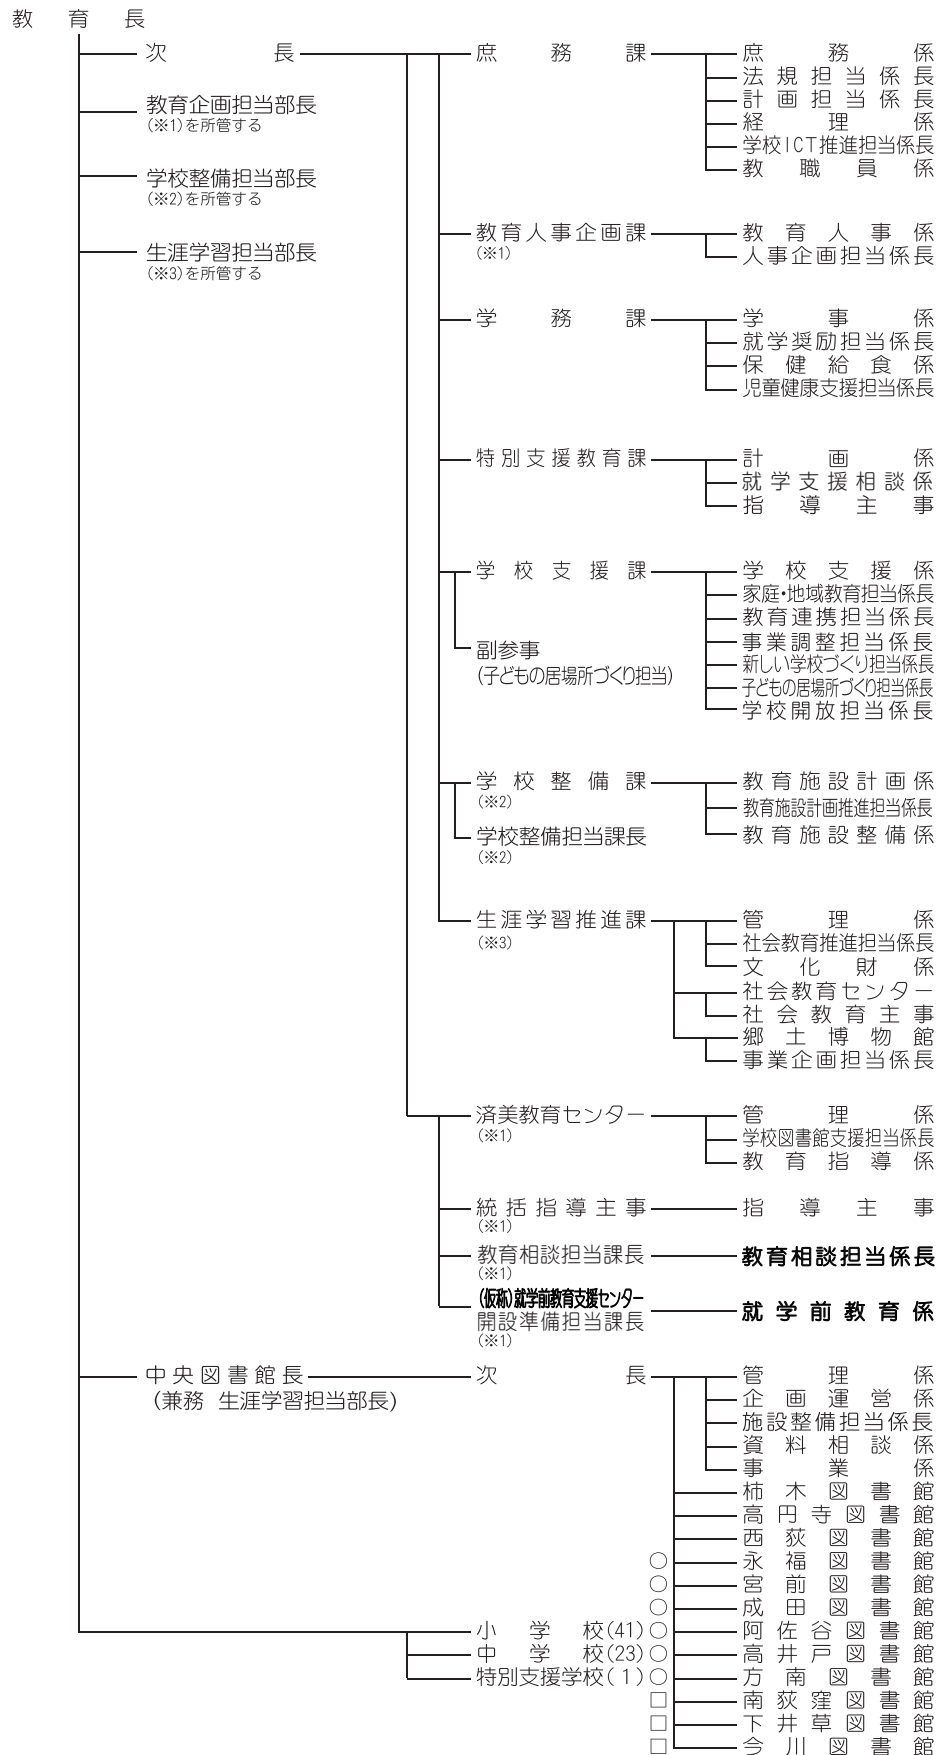 教育長
次長
教育企画担当部長
(※1)を所管する
学校整備担当部長
(※2)を所管する
生涯学習担当部長
(※3)を所管する
庶務課
庶務係
法規担当係長
計画担当係長
経理係
学校ICT推進担当係長
教職員係
教育人事企画課
(※1)
教育人事係
人事企画担当係長
学務課
学事係
就学奨励担当係長
保健給食係
児童健康支援担当係長
特別支援教育課
計画係
就学支援相談係
指導主事
学校支援課
副参事
(子どもの居場所づくり担当)
学校支援係
家庭・地域教育担当係長
教育連携担当係長
事業調整担当係長
新しい学校づくり担当係長
子どもの居場所づくり担当係長
学校開放担当係長
学校整備課
(※2)
学校整備担当課長
(※2)
教育施設計画係
教育施設計画推進担当係長
教育施設整備係
生涯学習推進課
(※3)
管理係
社会教育推進担当係長
文化財係
社会教育センター
社会教育主事
郷土博物館
事業企画担当係長
済美教育センター
(※1)
管理係
学校図書館支援担当係長
教育指導係
統括指導主事
(※1)
指導主事
教育相談担当課長
(※1)
教育相談担当係長
(仮称)就学前教育支援センター
開設準備担当課長
(※1)
就学前教育係
中央図書館長
(兼務 生涯学習担当部長)
次長
管理係
企画運営係
施設整備担当係長
資料相談係
事業係
柿木図書館
高円寺図書館
西荻図書館
○永福図書館
○宮前図書館
○成田図書館
小学校(41)
○阿佐谷図書館
中学校(23)
○高井戸図書館
特別支援学校(1)
○方南図書館
□南荻窪図書館
□下井草図書館
□今川図書館